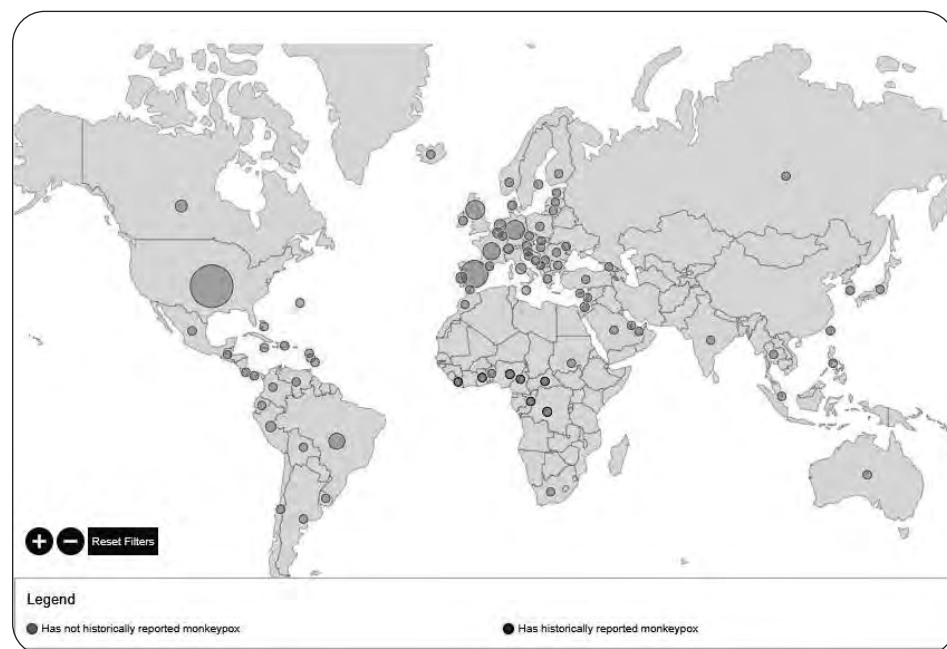 Reset Filters
Legend
Has not historically reported monkeypox
Has historically reported monkeypox